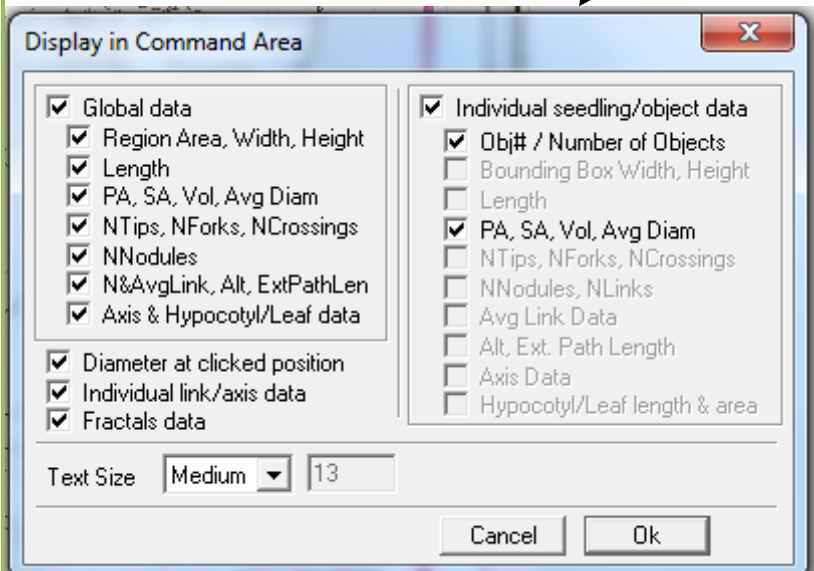 Display in Command Area
Global data
Region Area, Width, Height
Length
PA, SA, Vol, Avg Diam
NTips, NForks, NCrossings
NNodules
N&AvgLink, Alt, ExtPathLen
Axis & Hypocotyl/Leaf data
Diameter at clicked position
Individual link/axis data
Fractals data
Individual seedling/object data
Obj# / Number of Objects
Bounding Box Width, Height
Length
PA, SA, Vol, Avg Diam
NTips, NForks, NCrossings
NNodules, NLinks
Avg Link Data
Alt, Ext. Path Length
Axis Data
Hypocotyl/Leaf length & area
Text Size Medium 13
Cancel Ok